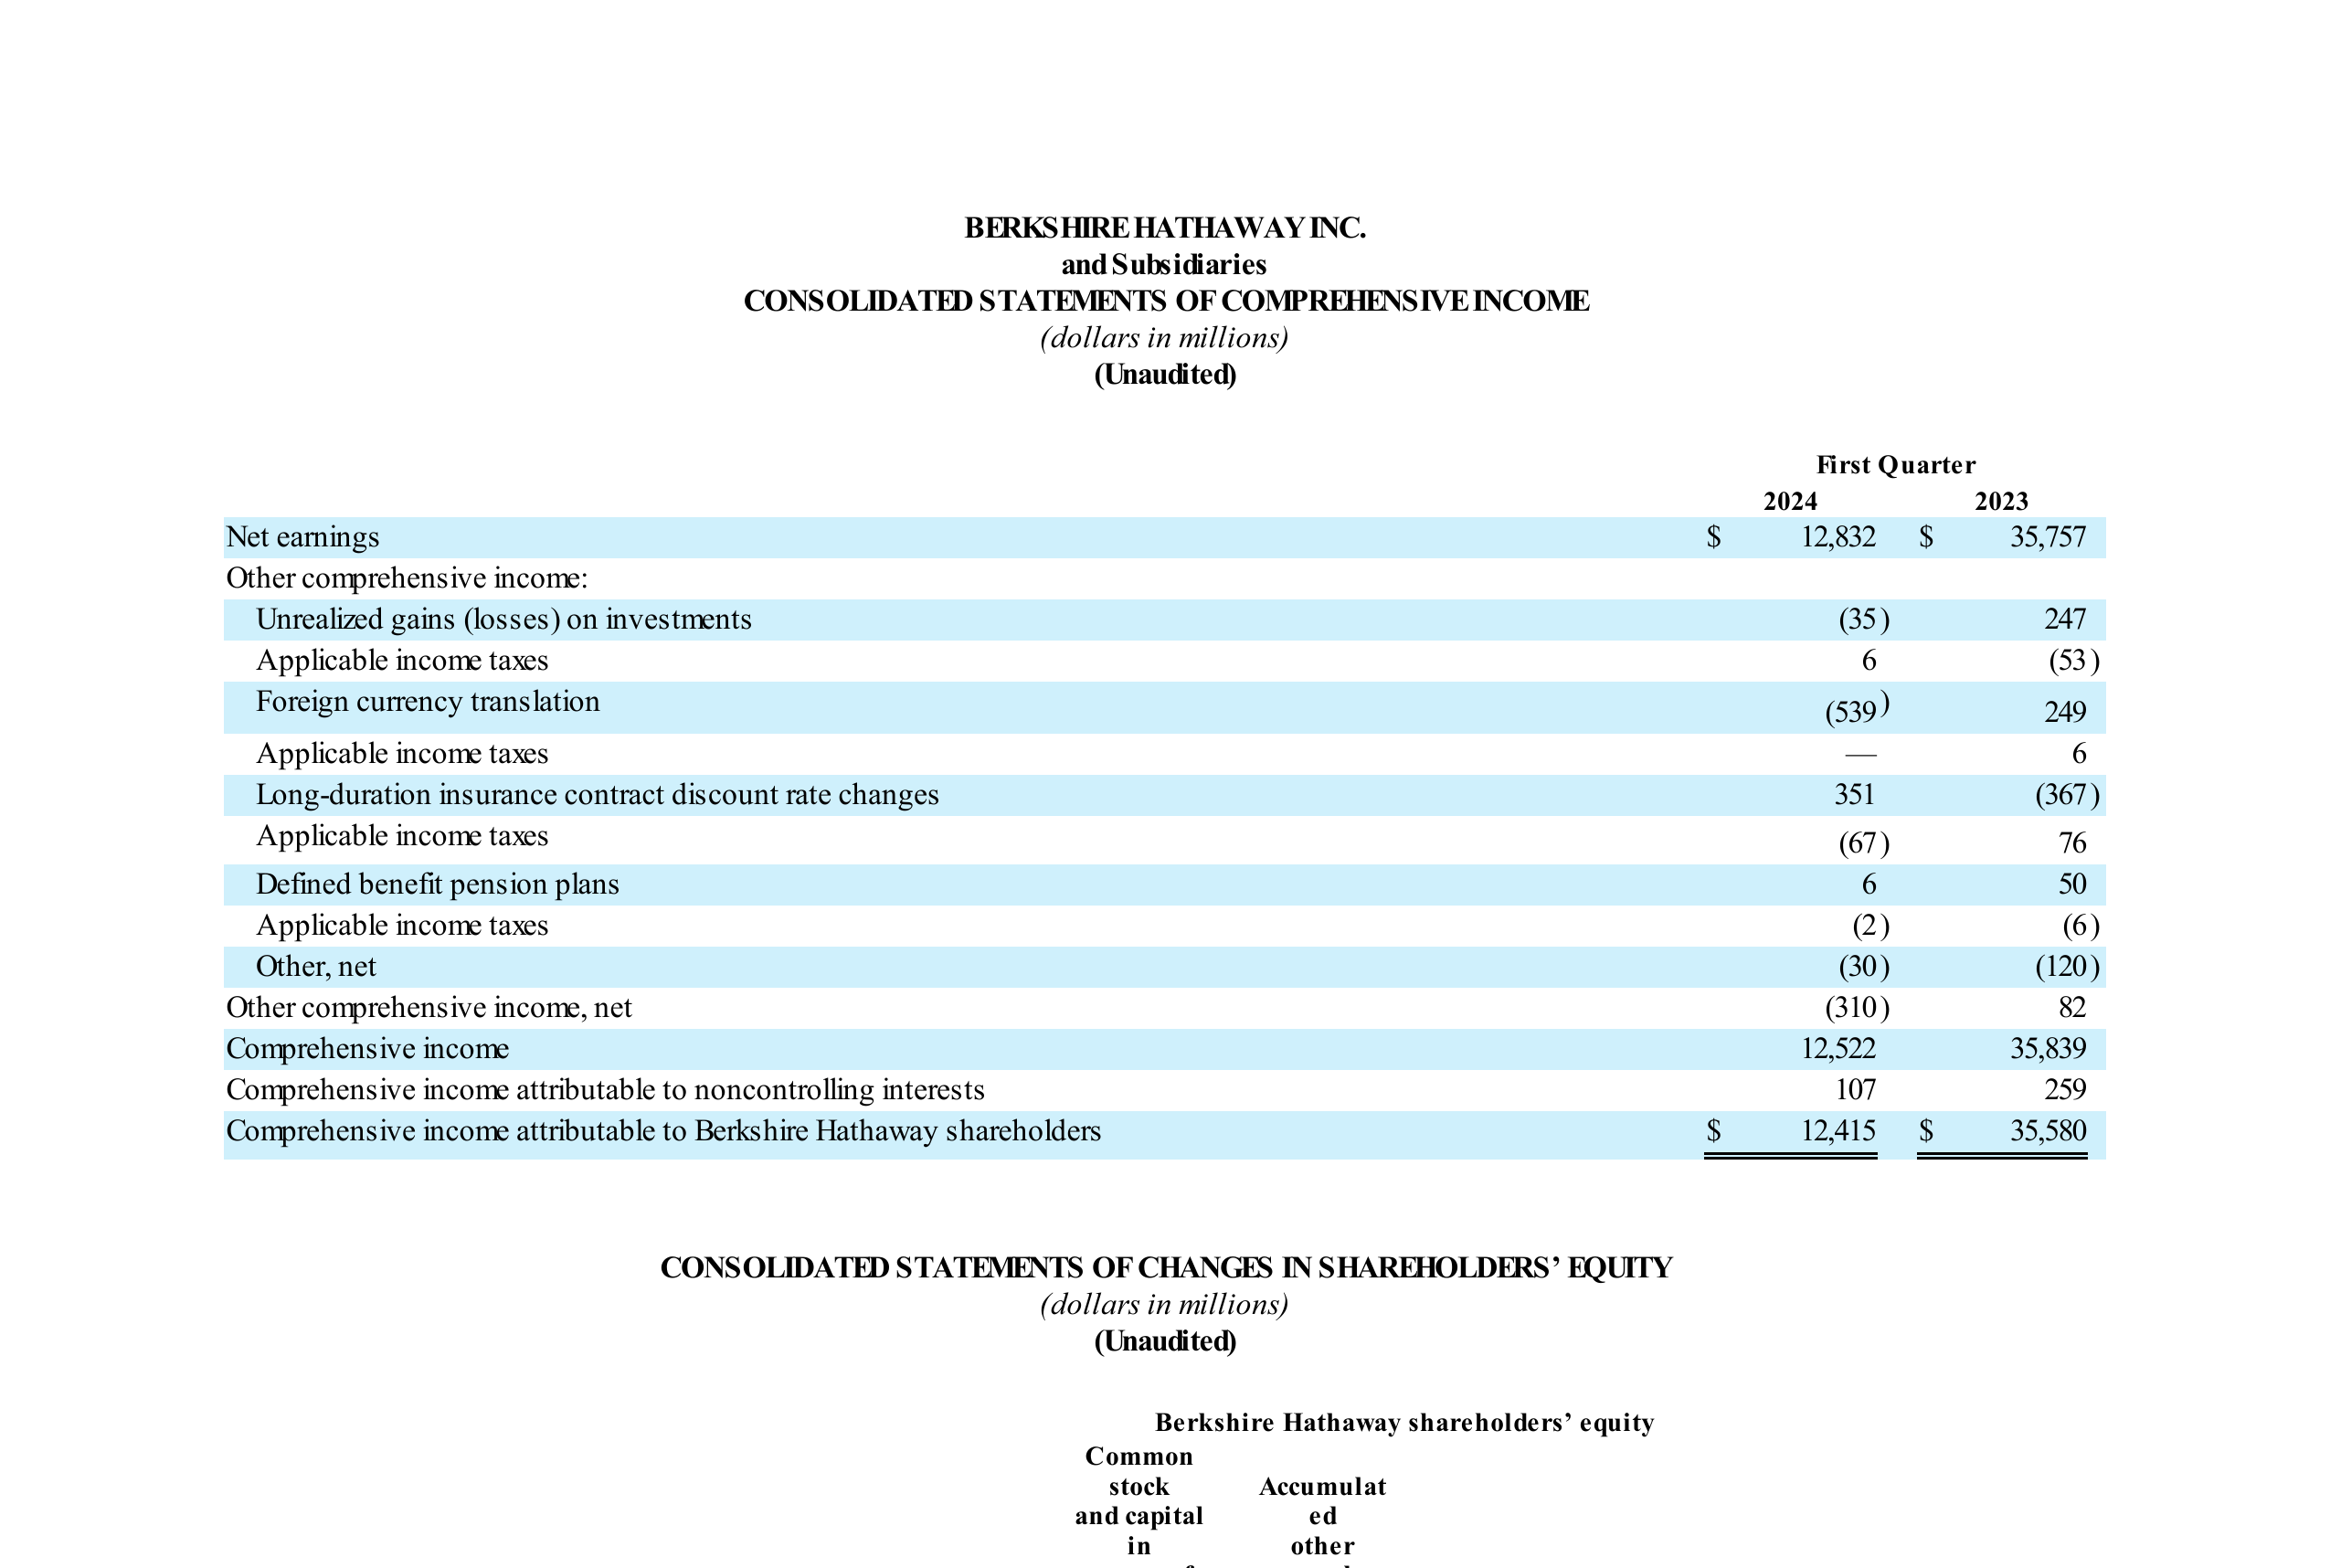 BERKSHIRE HATHAWAY INC.
and Subsidiaries
CONSOLIDATED STATEMENTS OF COMPREHENSIVE INCOME
(dollars in millions)
(Unaudited)
First Quarter
2024 2023
Net earnings $ 12,832 $ 35,757
Other comprehensive income:
Unrealized gains (losses) on investments (35) 247
Applicable income taxes 6 (53)
Foreign currency translation (539) 249
Applicable income taxes — 6
Long-duration insurance contract discount rate changes 351 (367)
Applicable income taxes (67) 76
Defined benefit pension plans 6 50
Applicable income taxes (2) (6)
Other, net (30) (120)
Other comprehensive income, net (310) 82
Comprehensive income 12,522 35,839
Comprehensive income attributable to noncontrolling interests 107 259
Comprehensive income attributable to Berkshire Hathaway shareholders $ 12,415 $ 35,580
CONSOLIDATED STATEMENTS OF CHANGES IN SHAREHOLDERS’ EQUITY
(dollars in millions)
(Unaudited)
Berkshire Hathaway shareholders’ equity
Common
stock Accumulat
and capital ed
in other